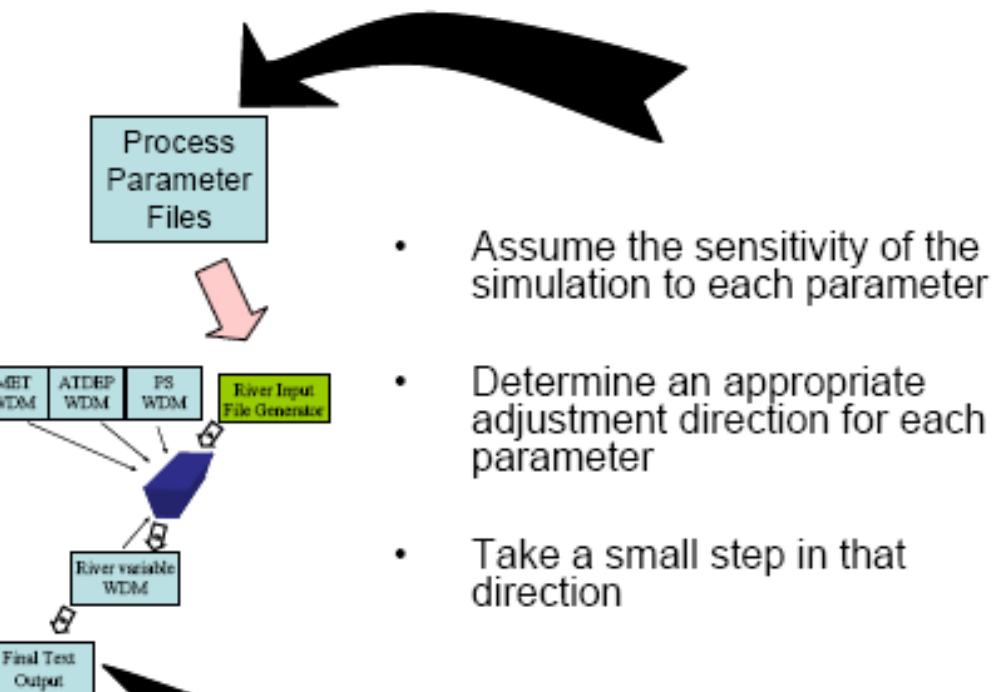 Process
Parameter
Files
• Assume the sensitivity of the
simulation to each parameter
MET
WDM
ATDEP
WDM
PS
WDM
River Input
File Generator
• Determine an appropriate
adjustment direction for each
parameter
River variable
WDM
• Take a small step in that
direction
Final Text
Output